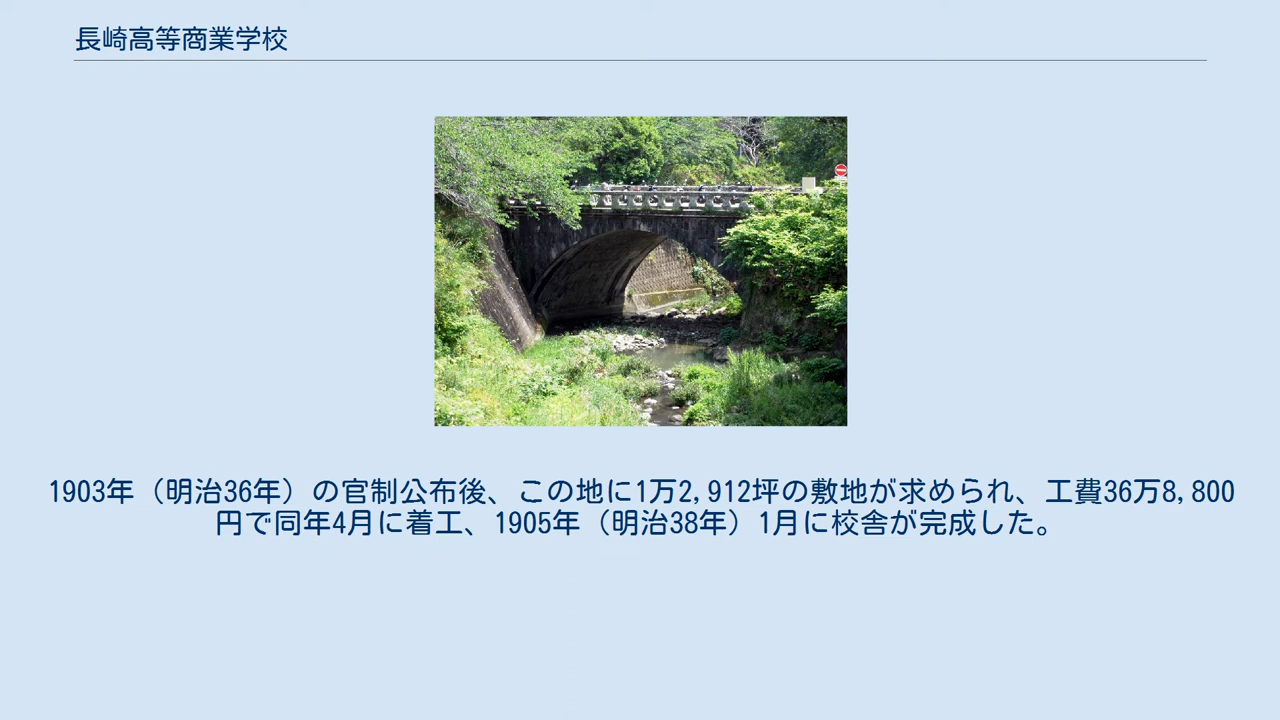 長崎高等商業学校
1903年（明治36年）の官制公布後、この地に1万2,912坪の敷地が求められ、工費36万8,800
円で同年4月に着工、1905年（明治38年）1月に校舎が完成した。